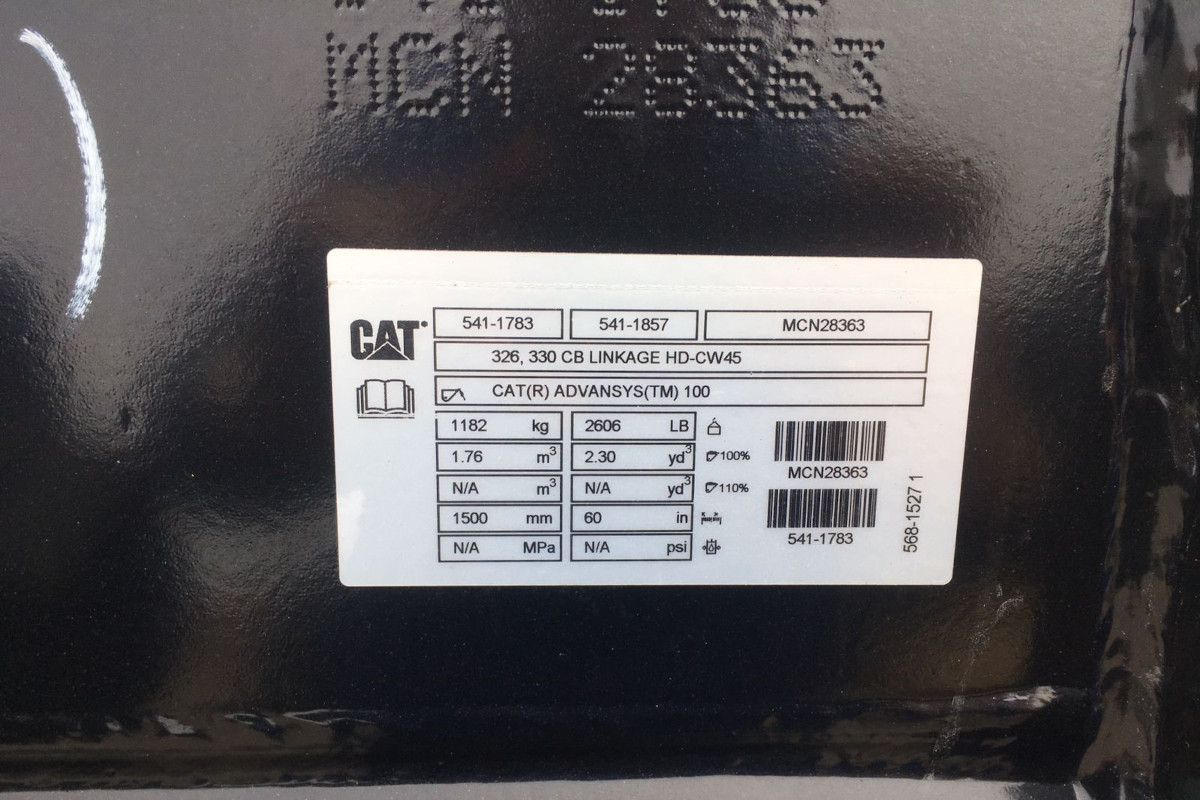 MCN 28363
CAT
541-1783 541-1857 MCN28363
326, 330 CB LINKAGE HD-CW45
CAT(R) ADVANSYS(TM) 100
1182 kg 2606 LB
1.76 m³ 2.30 yd³ 100%
N/A m³ N/A yd³ 110%
1500 mm 60 in
N/A MPa N/A psi
MCN28363
541-1783
568-1527 1